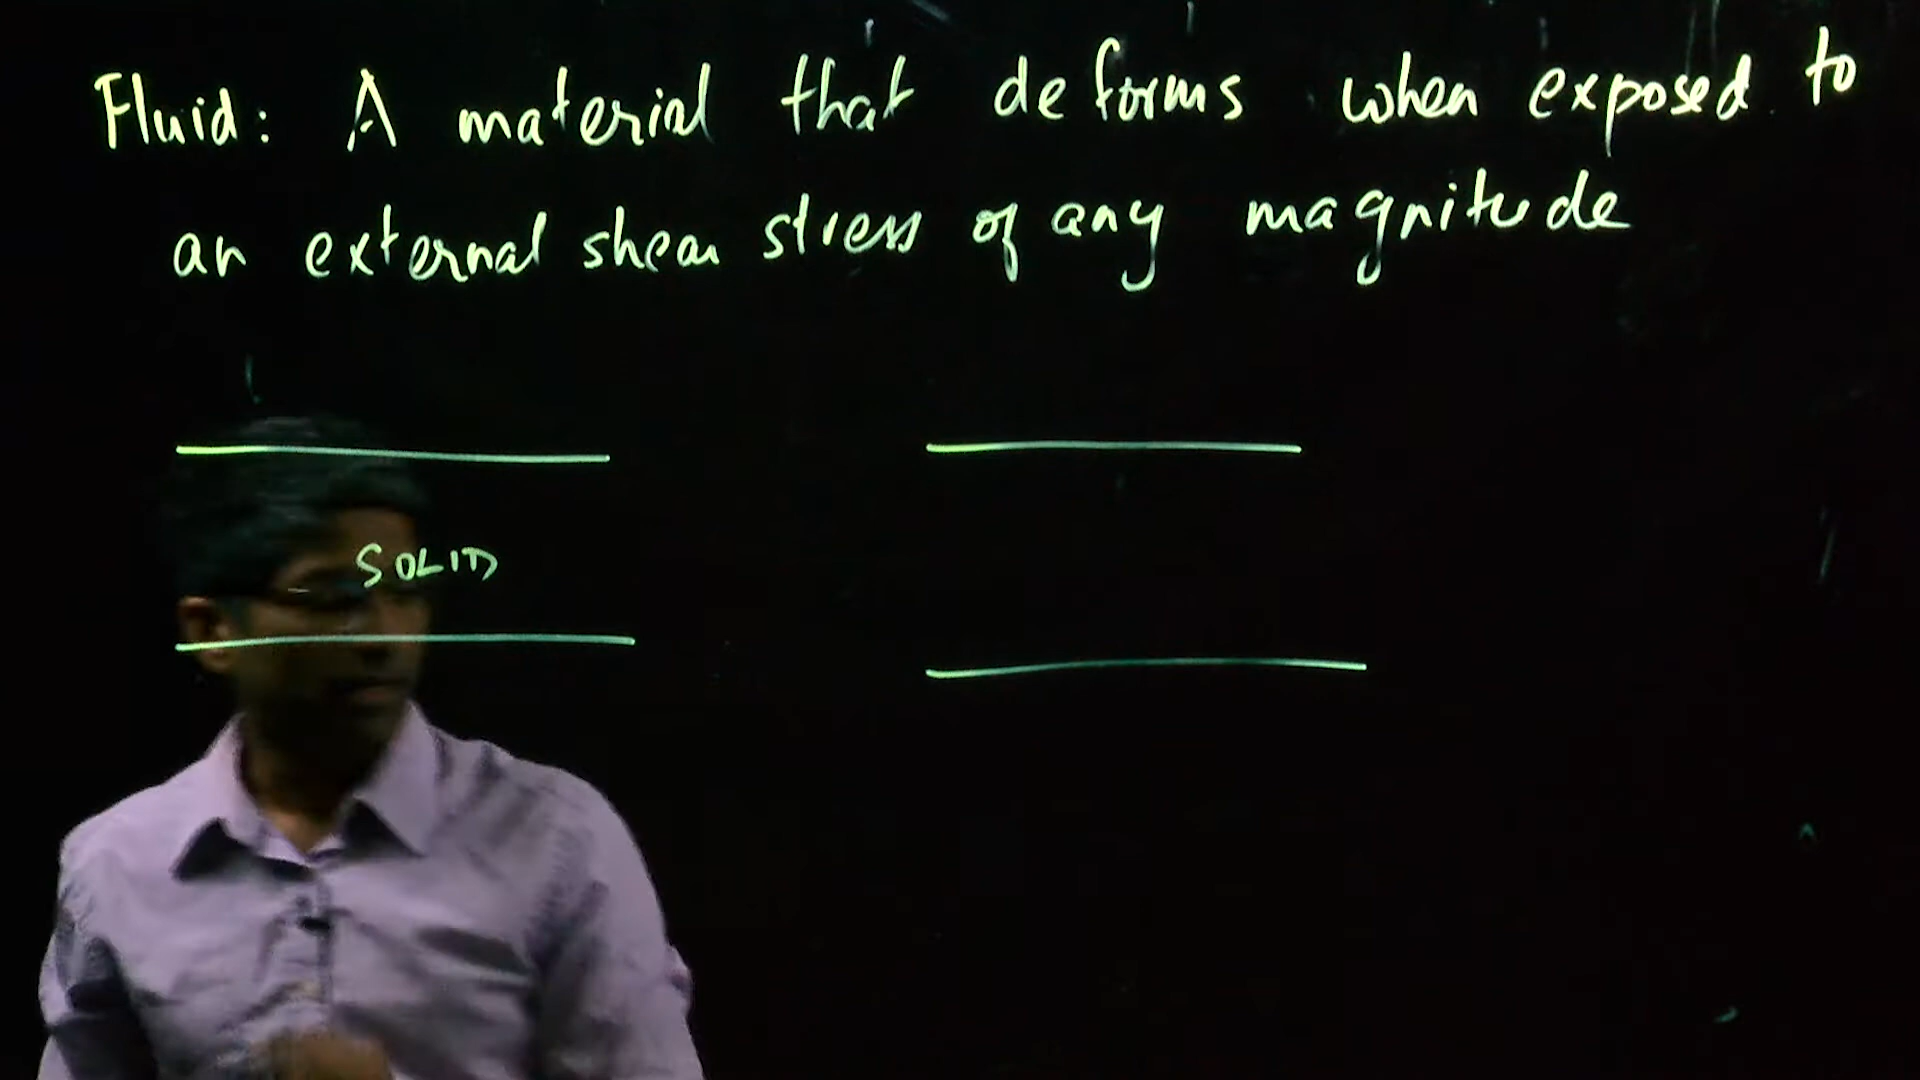 Fluid: A material that deforms when exposed to
an external shear stress of any magnitude
SOLID